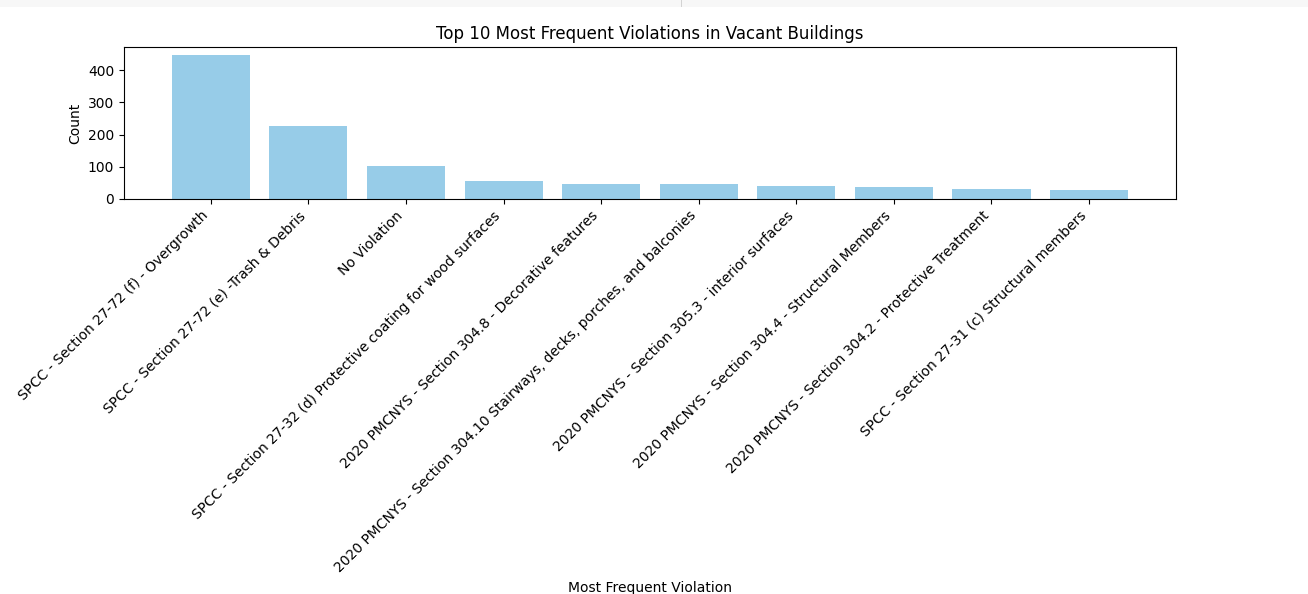 Top 10 Most Frequent Violations in Vacant Buildings
Count
400
300
200
100
0
SPCC - Section 27-72 (f) - Overgrowth
SPCC - Section 27-72 (e) -Trash & Debris
No Violation
SPCC - Section 27-32 (d) Protective coating for wood surfaces
2020 PMCNYS - Section 304.8 - Decorative features
2020 PMCNYS - Section 304.10 Stairways, decks, porches, and balconies
2020 PMCNYS - Section 305.3 - interior surfaces
2020 PMCNYS - Section 304.4 - Structural Members
2020 PMCNYS - Section 304.2 - Protective Treatment
SPCC - Section 27-31 (c) Structural members
Most Frequent Violation